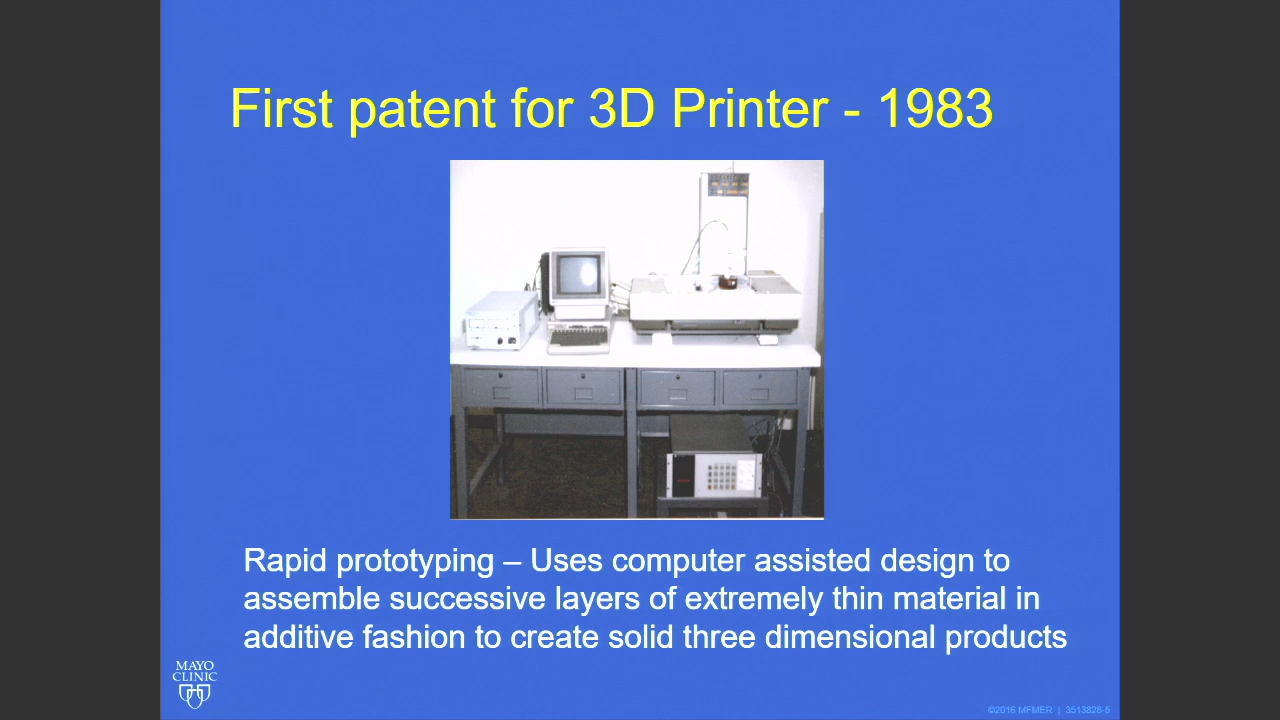 First patent for 3D Printer - 1983
Rapid prototyping – Uses computer assisted design to
assemble successive layers of extremely thin material in
additive fashion to create solid three dimensional products
MAYO
CLINIC
©2016 MFMER | 3513828-5